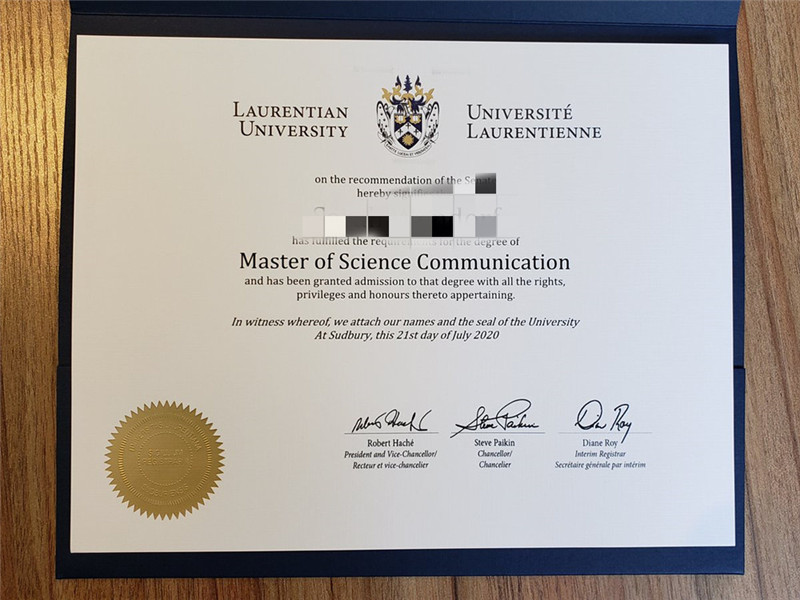 LAURENTIAN
UNIVERSITY
UNIVERSITÉ
LAURENTIENNE
on the recommendation of the Senate
hereby
has fulfilled the requirements for the degree of
Master of Science Communication
and has been granted admission to that degree with all the rights,
privileges and honours thereto appertaining.
In witness whereof, we attach our names and the seal of the University
At Sudbury, this 21st day of July 2020
Robert Haché
President and Vice-Chancellor/
Recteur et vice-chancelier
Steve Paikin
Chancellor/
Chancelier
Diane Roy
Interim Registrar
Secrétaire générale par intérim